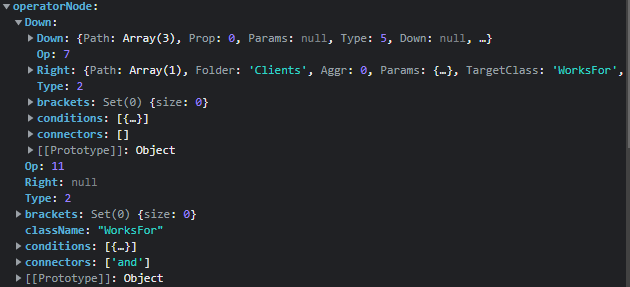 operatorNode:
Down:
Down: {Path: Array(3), Prop: 0, Params: null, Type: 5, Down: null, …}
Op: 7
Right: {Path: Array(1), Folder: 'Clients', Aggr: 0, Params: {…}, TargetClass: 'WorksFor',
Type: 2
brackets: Set(0) {size: 0}
conditions: [{…}]
connectors: []
[[Prototype]]: Object
Op: 11
Right: null
Type: 2
brackets: Set(0) {size: 0}
className: "WorksFor"
conditions: [{…}]
connectors: ['and']
[[Prototype]]: Object